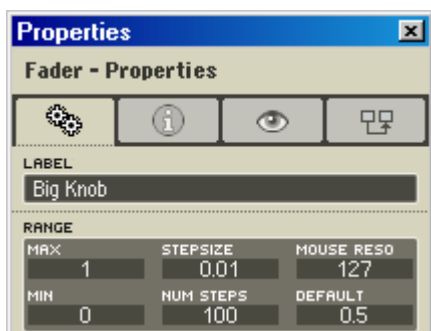 Properties
Fader - Properties
LABEL
Big Knob
RANGE
MAX STEPSIZE MOUSE RESO
1 0.01 127
MIN NUM STEPS DEFAULT
0 100 0.5